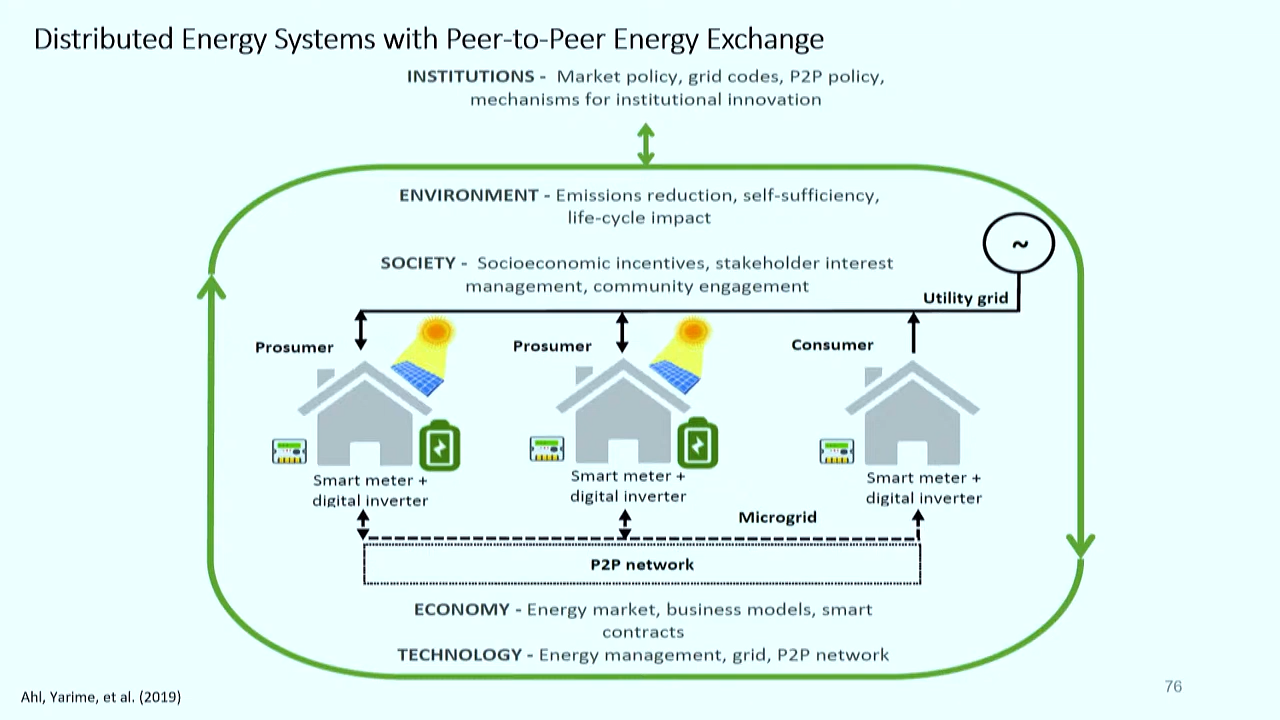 Distributed Energy Systems with Peer-to-Peer Energy Exchange
INSTITUTIONS - Market policy, grid codes, P2P policy,
mechanisms for institutional innovation
ENVIRONMENT - Emissions reduction, self-sufficiency,
life-cycle impact
~
SOCIETY - Socioeconomic incentives, stakeholder interest
management, community engagement
Utility grid
Prosumer
Prosumer
Consumer
Smart meter +
digital inverter
Smart meter +
digital inverter
Smart meter +
digital inverter
Microgrid
P2P network
ECONOMY - Energy market, business models, smart
contracts
TECHNOLOGY - Energy management, grid, P2P network
Ahl, Yarime, et al. (2019)
76